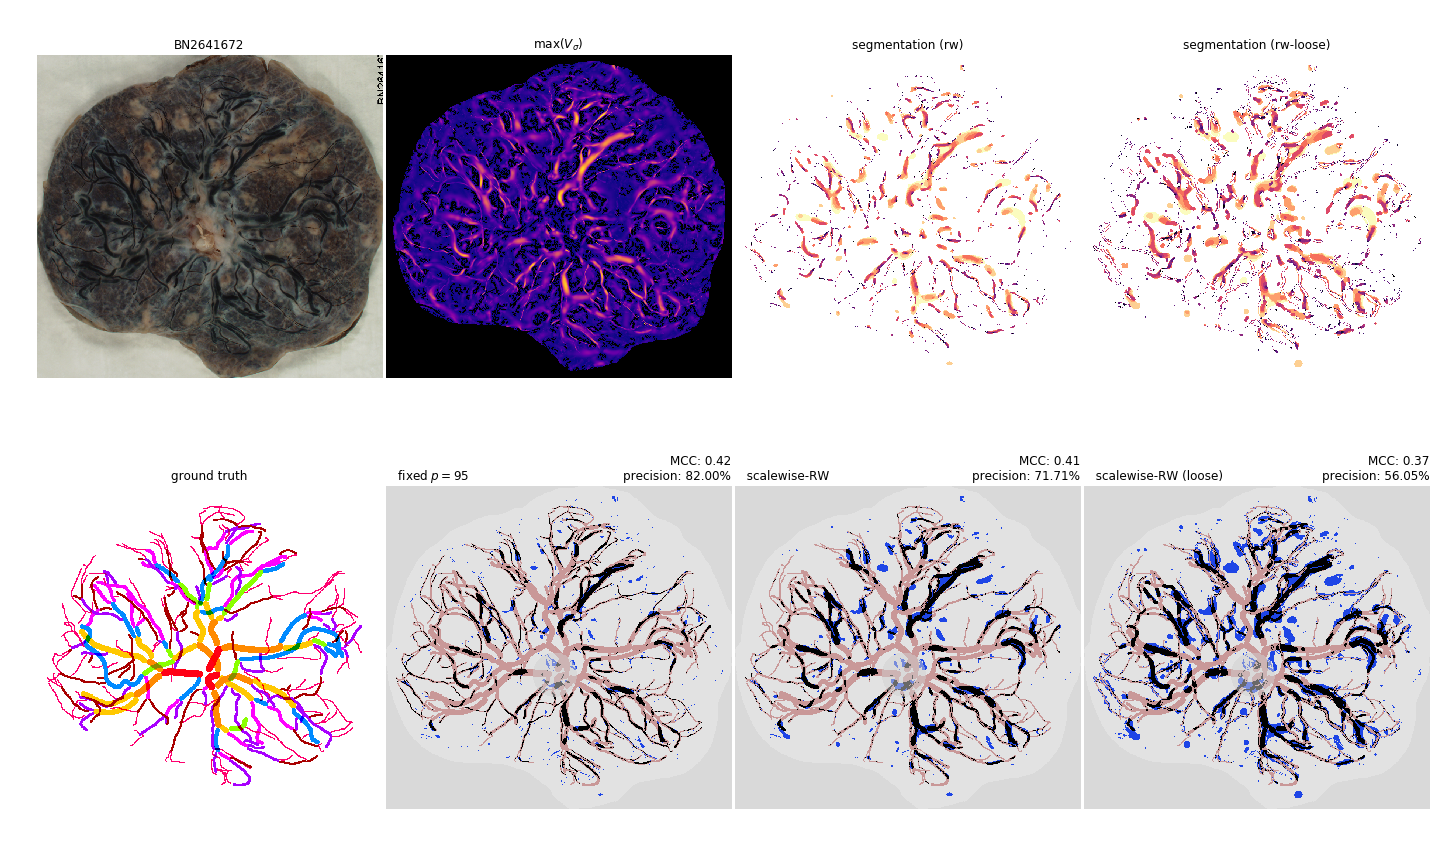 BN2641672
max(V_σ)
segmentation (rw)
segmentation (rw-loose)
ground truth
fixed p = 95
MCC: 0.42
precision: 82.00%
scalewise-RW
MCC: 0.41
precision: 71.71%
scalewise-RW (loose)
MCC: 0.37
precision: 56.05%